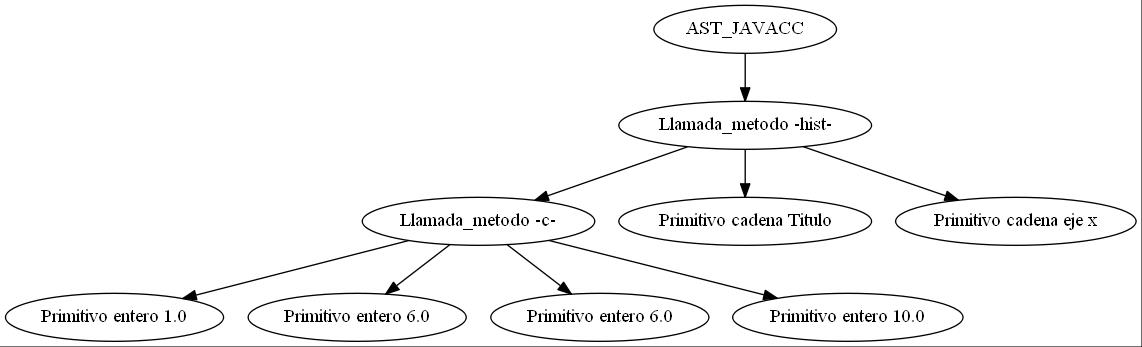 AST_JAVACC
Llamada_metodo -hist-
Llamada_metodo -c-
Primitivo cadena Titulo
Primitivo cadena eje x
Primitivo entero 1.0
Primitivo entero 6.0
Primitivo entero 6.0
Primitivo entero 10.0